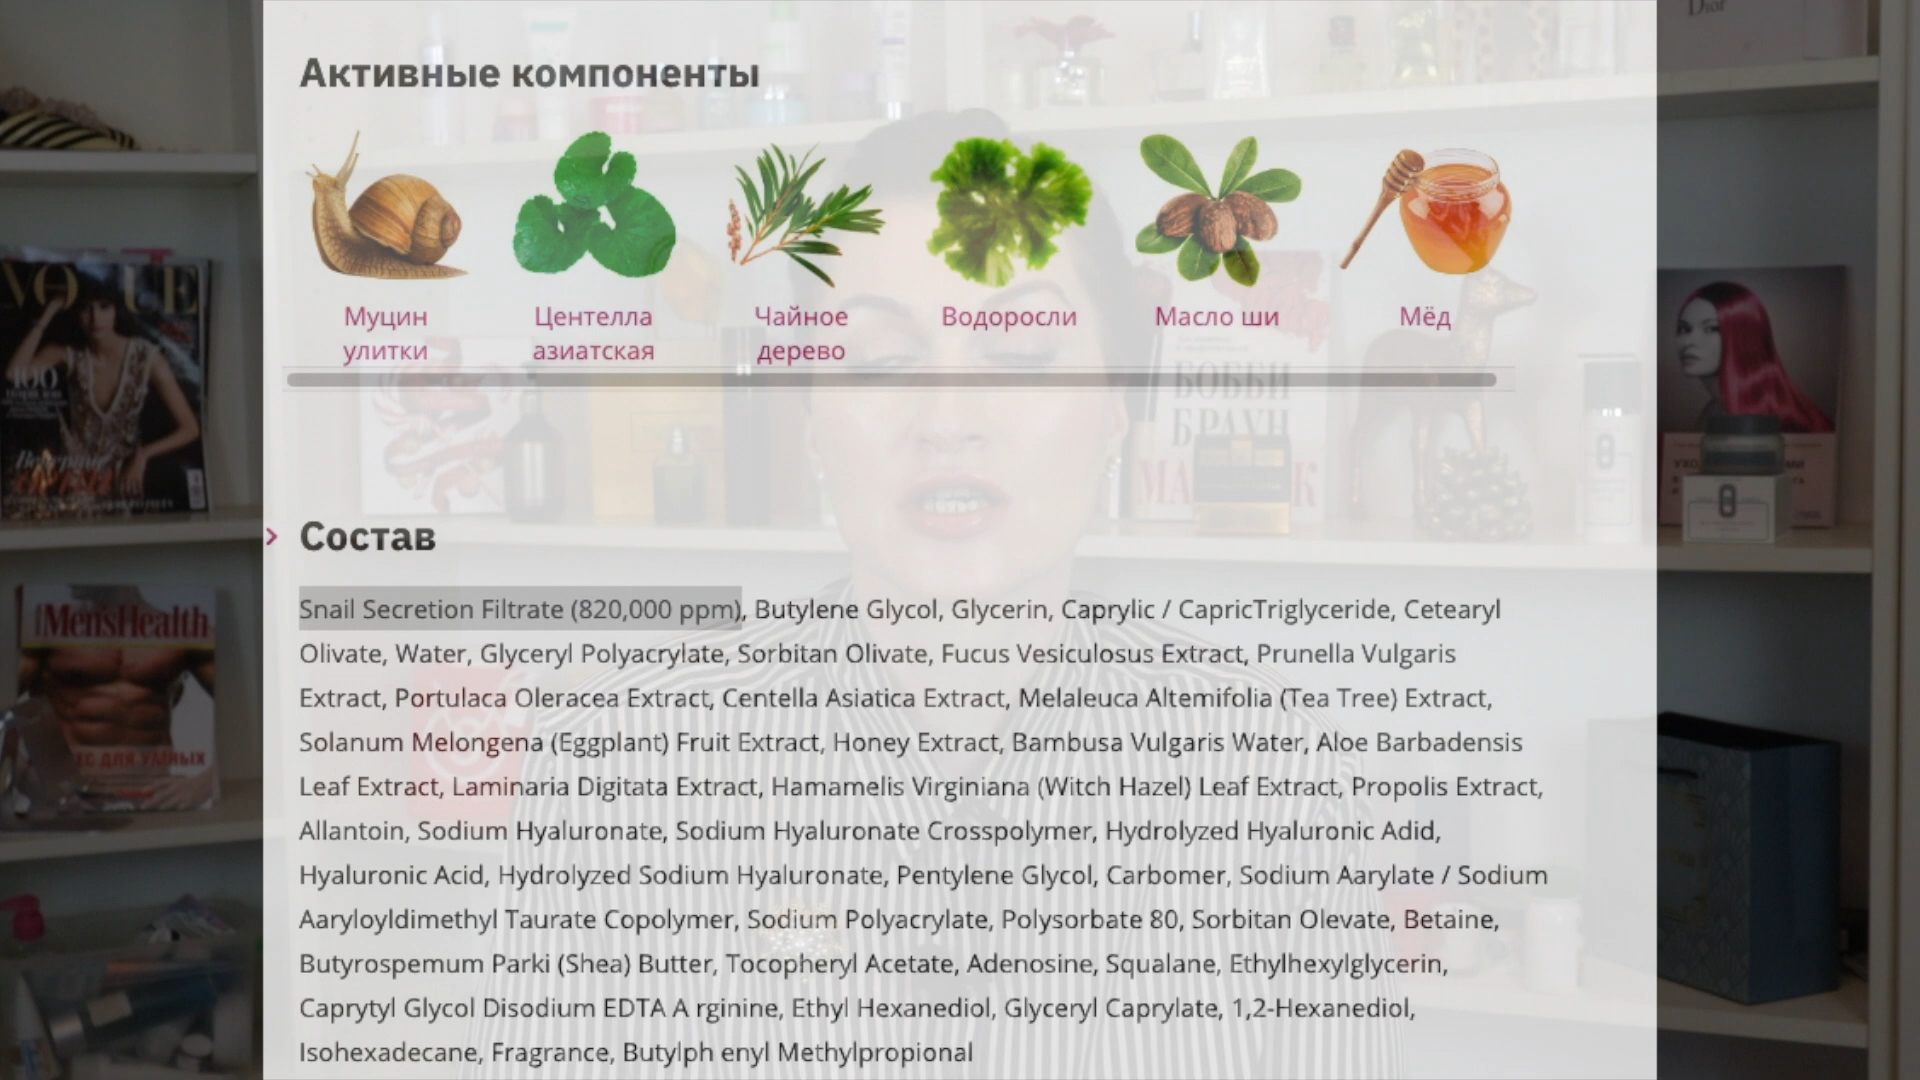 Dior
Активные компоненты
Муцин
улитки
Центелла
азиатская
Чайное
дерево
Водоросли
Масло ши
Мёд
VOGUE
БОББИ
БРАУН
Состав
Snail Secretion Filtrate (820,000 ppm), Butylene Glycol, Glycerin, Caprylic / CapricTriglyceride, Cetearyl
Olivate, Water, Glyceryl Polyacrylate, Sorbitan Olivate, Fucus Vesiculosus Extract, Prunella Vulgaris
Extract, Portulaca Oleracea Extract, Centella Asiatica Extract, Melaleuca Altemifolia (Tea Tree) Extract,
Solanum Melongena (Eggplant) Fruit Extract, Honey Extract, Bambusa Vulgaris Water, Aloe Barbadensis
Leaf Extract, Laminaria Digitata Extract, Hamamelis Virginiana (Witch Hazel) Leaf Extract, Propolis Extract,
Allantoin, Sodium Hyaluronate, Sodium Hyaluronate Crosspolymer, Hydrolyzed Hyaluronic Adid,
Hyaluronic Acid, Hydrolyzed Sodium Hyaluronate, Pentylene Glycol, Carbomer, Sodium Aarylate / Sodium
Aaryloyldimethyl Taurate Copolymer, Sodium Polyacrylate, Polysorbate 80, Sorbitan Olevate, Betaine,
Butyrospemum Parki (Shea) Butter, Tocopheryl Acetate, Adenosine, Squalane, Ethylhexylglycerin,
Caprytyl Glycol Disodium EDTA A rginine, Ethyl Hexanediol, Glyceryl Caprylate, 1,2-Hexanediol,
Isohexadecane, Fragrance, Butylph enyl Methylpropional
Men'sHealth